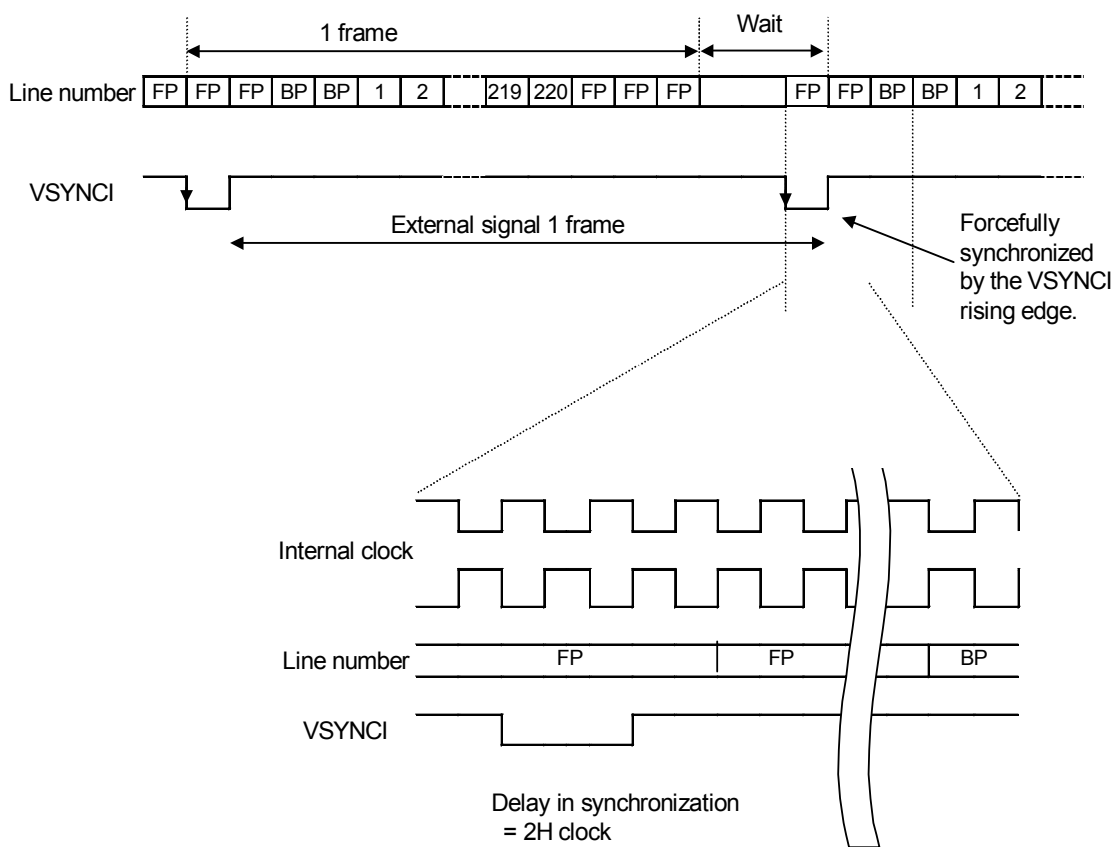 1 frame
Wait
Line number FP FP FP BP BP 1 2 219 220 FP FP FP FP FP BP BP 1 2
VSYNCI
External signal 1 frame
Forcefully
synchronized
by the VSYNCI
rising edge.
Internal clock
Line number FP FP BP
VSYNCI
Delay in synchronization
= 2H clock